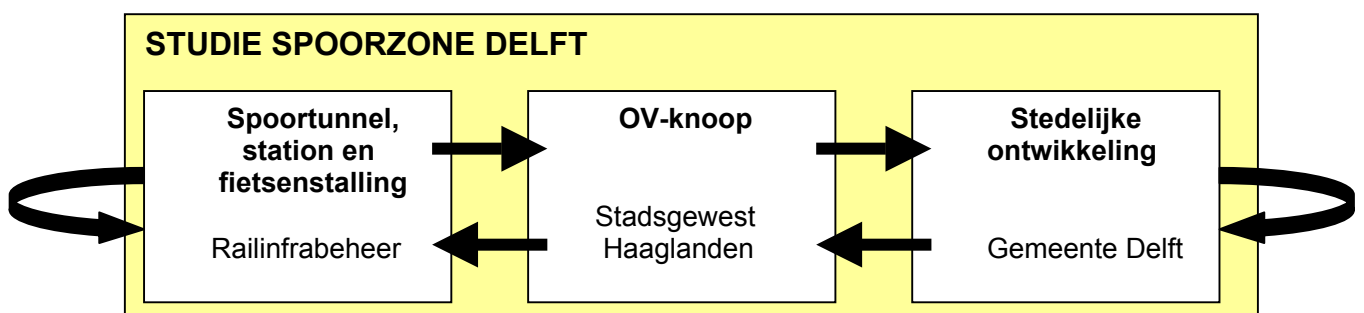 STUDIE SPOORZONE DELFT
Spoortunnel,
station en
fietsenstalling
Railinfrabeheer
OV-knoop
Stadsgewest
Haaglanden
Stedelijke
ontwikkeling
Gemeente Delft